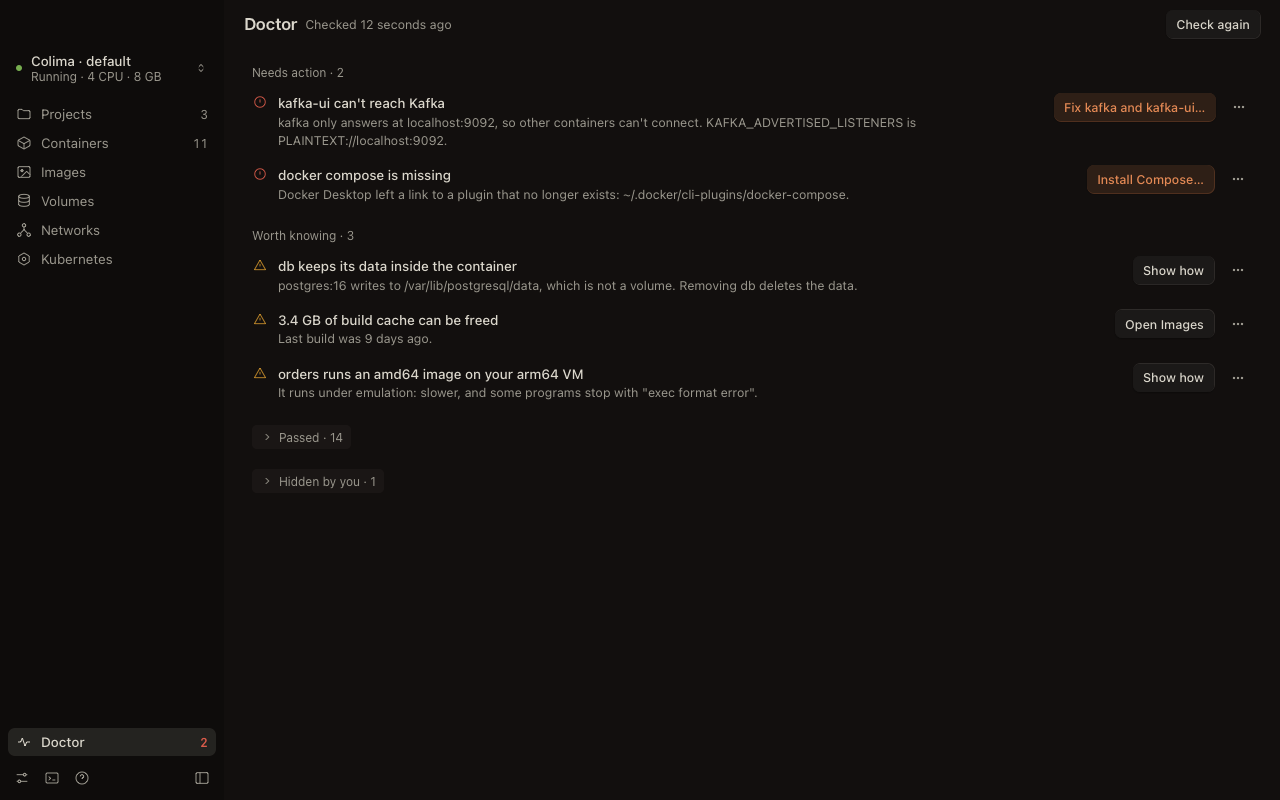 Doctor Checked 12 seconds ago
Check again
Colima · default
Running · 4 CPU · 8 GB
Projects 3
Containers 11
Images
Volumes
Networks
Kubernetes
Needs action · 2
kafka-ui can't reach Kafka
kafka only answers at localhost:9092, so other containers can't connect. KAFKA_ADVERTISED_LISTENERS is
PLAINTEXT://localhost:9092.
Fix kafka and kafka-ui…
docker compose is missing
Docker Desktop left a link to a plugin that no longer exists: ~/.docker/cli-plugins/docker-compose.
Install Compose…
Worth knowing · 3
db keeps its data inside the container
postgres:16 writes to /var/lib/postgresql/data, which is not a volume. Removing db deletes the data.
Show how
3.4 GB of build cache can be freed
Last build was 9 days ago.
Open Images
orders runs an amd64 image on your arm64 VM
It runs under emulation: slower, and some programs stop with "exec format error".
Show how
Passed · 14
Hidden by you · 1
Doctor 2